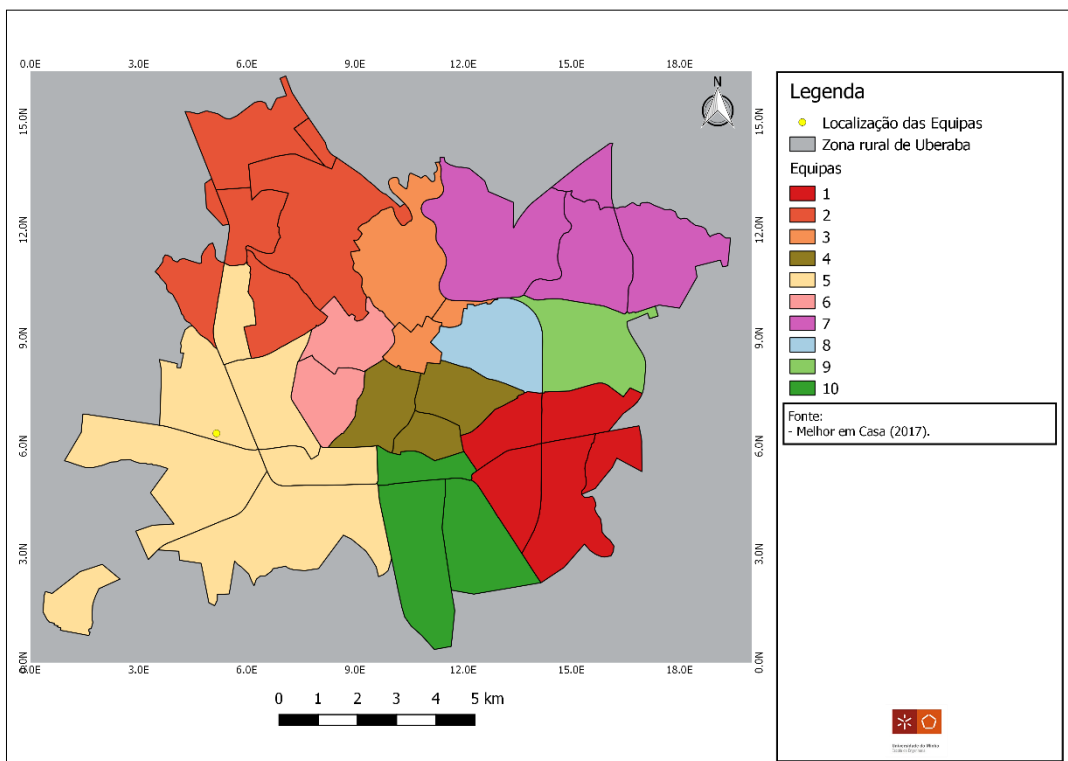 0.0E 3.0E 6.0E 9.0E 12.0E 15.0E 18.0E
N
15.0N 15.0N
12.0N 12.0N
9.0N 9.0N
6.0N 6.0N
3.0N 3.0N
0.0N 0.0N
0.0E 3.0E 6.0E 9.0E 12.0E 15.0E 18.0E
0 1 2 3 4 5 km
Legenda
Localização das Equipas
Zona rural de Uberaba
Equipas
1
2
3
4
5
6
7
8
9
10
Fonte:
- Melhor em Casa (2017).
Universidade do Minho